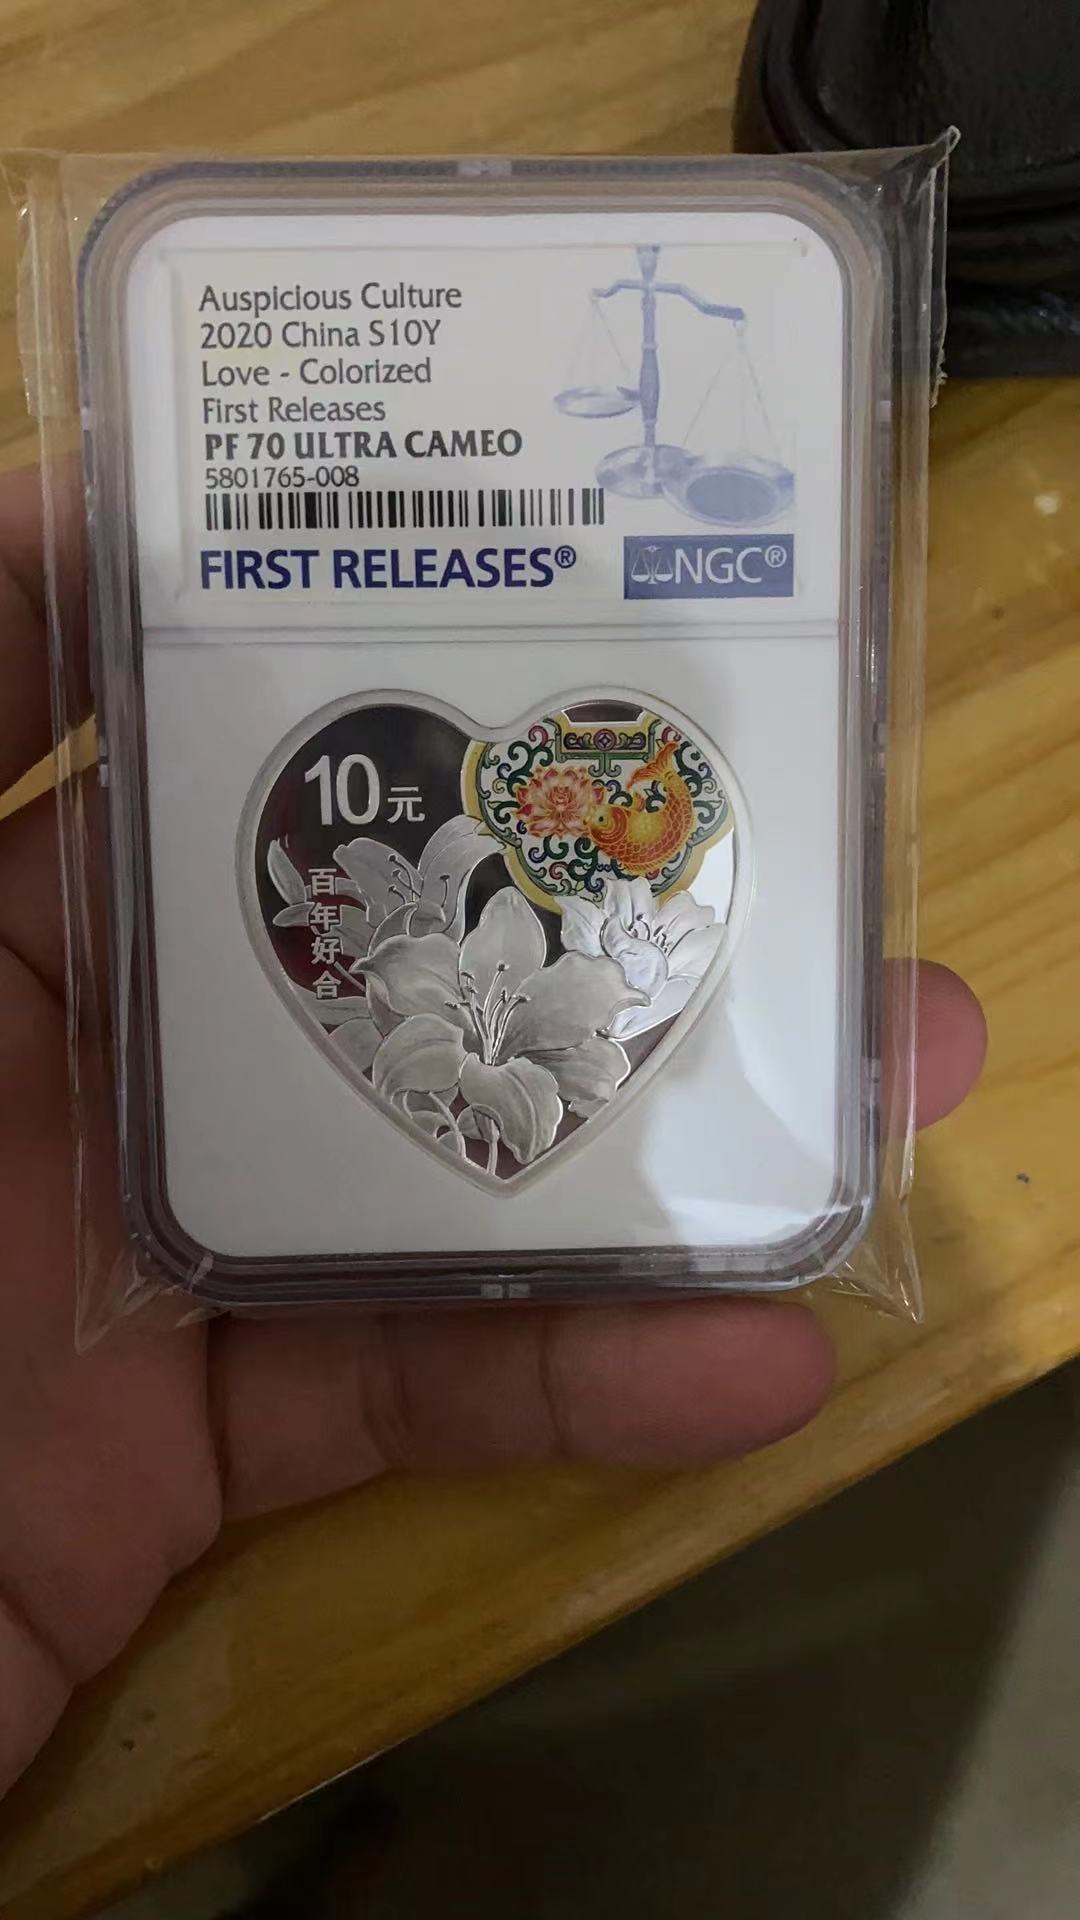 Auspicious Culture
2020 China S10Y
Love - Colorized
First Releases
PF 70 ULTRA CAMEO
5801765-008
FIRST RELEASES®
NGC®
10元
百年好合